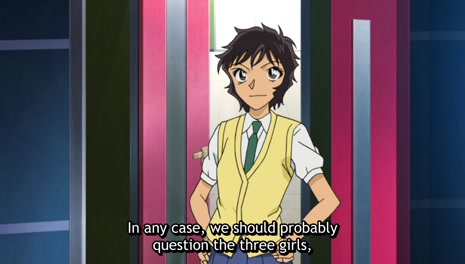 In any case, we should probably
question the three girls,